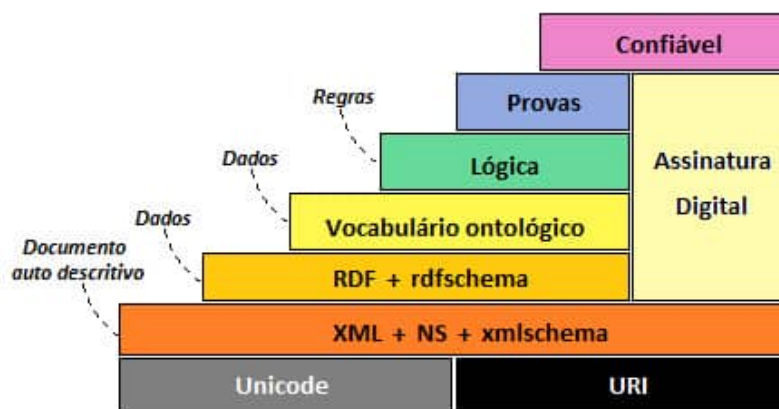 Confiável
Regras
Provas
Dados
Lógica
Assinatura
Digital
Dados
Vocabulário ontológico
Documento
auto descritivo
RDF + rdfschema
XML + NS + xmlschema
Unicode
URI